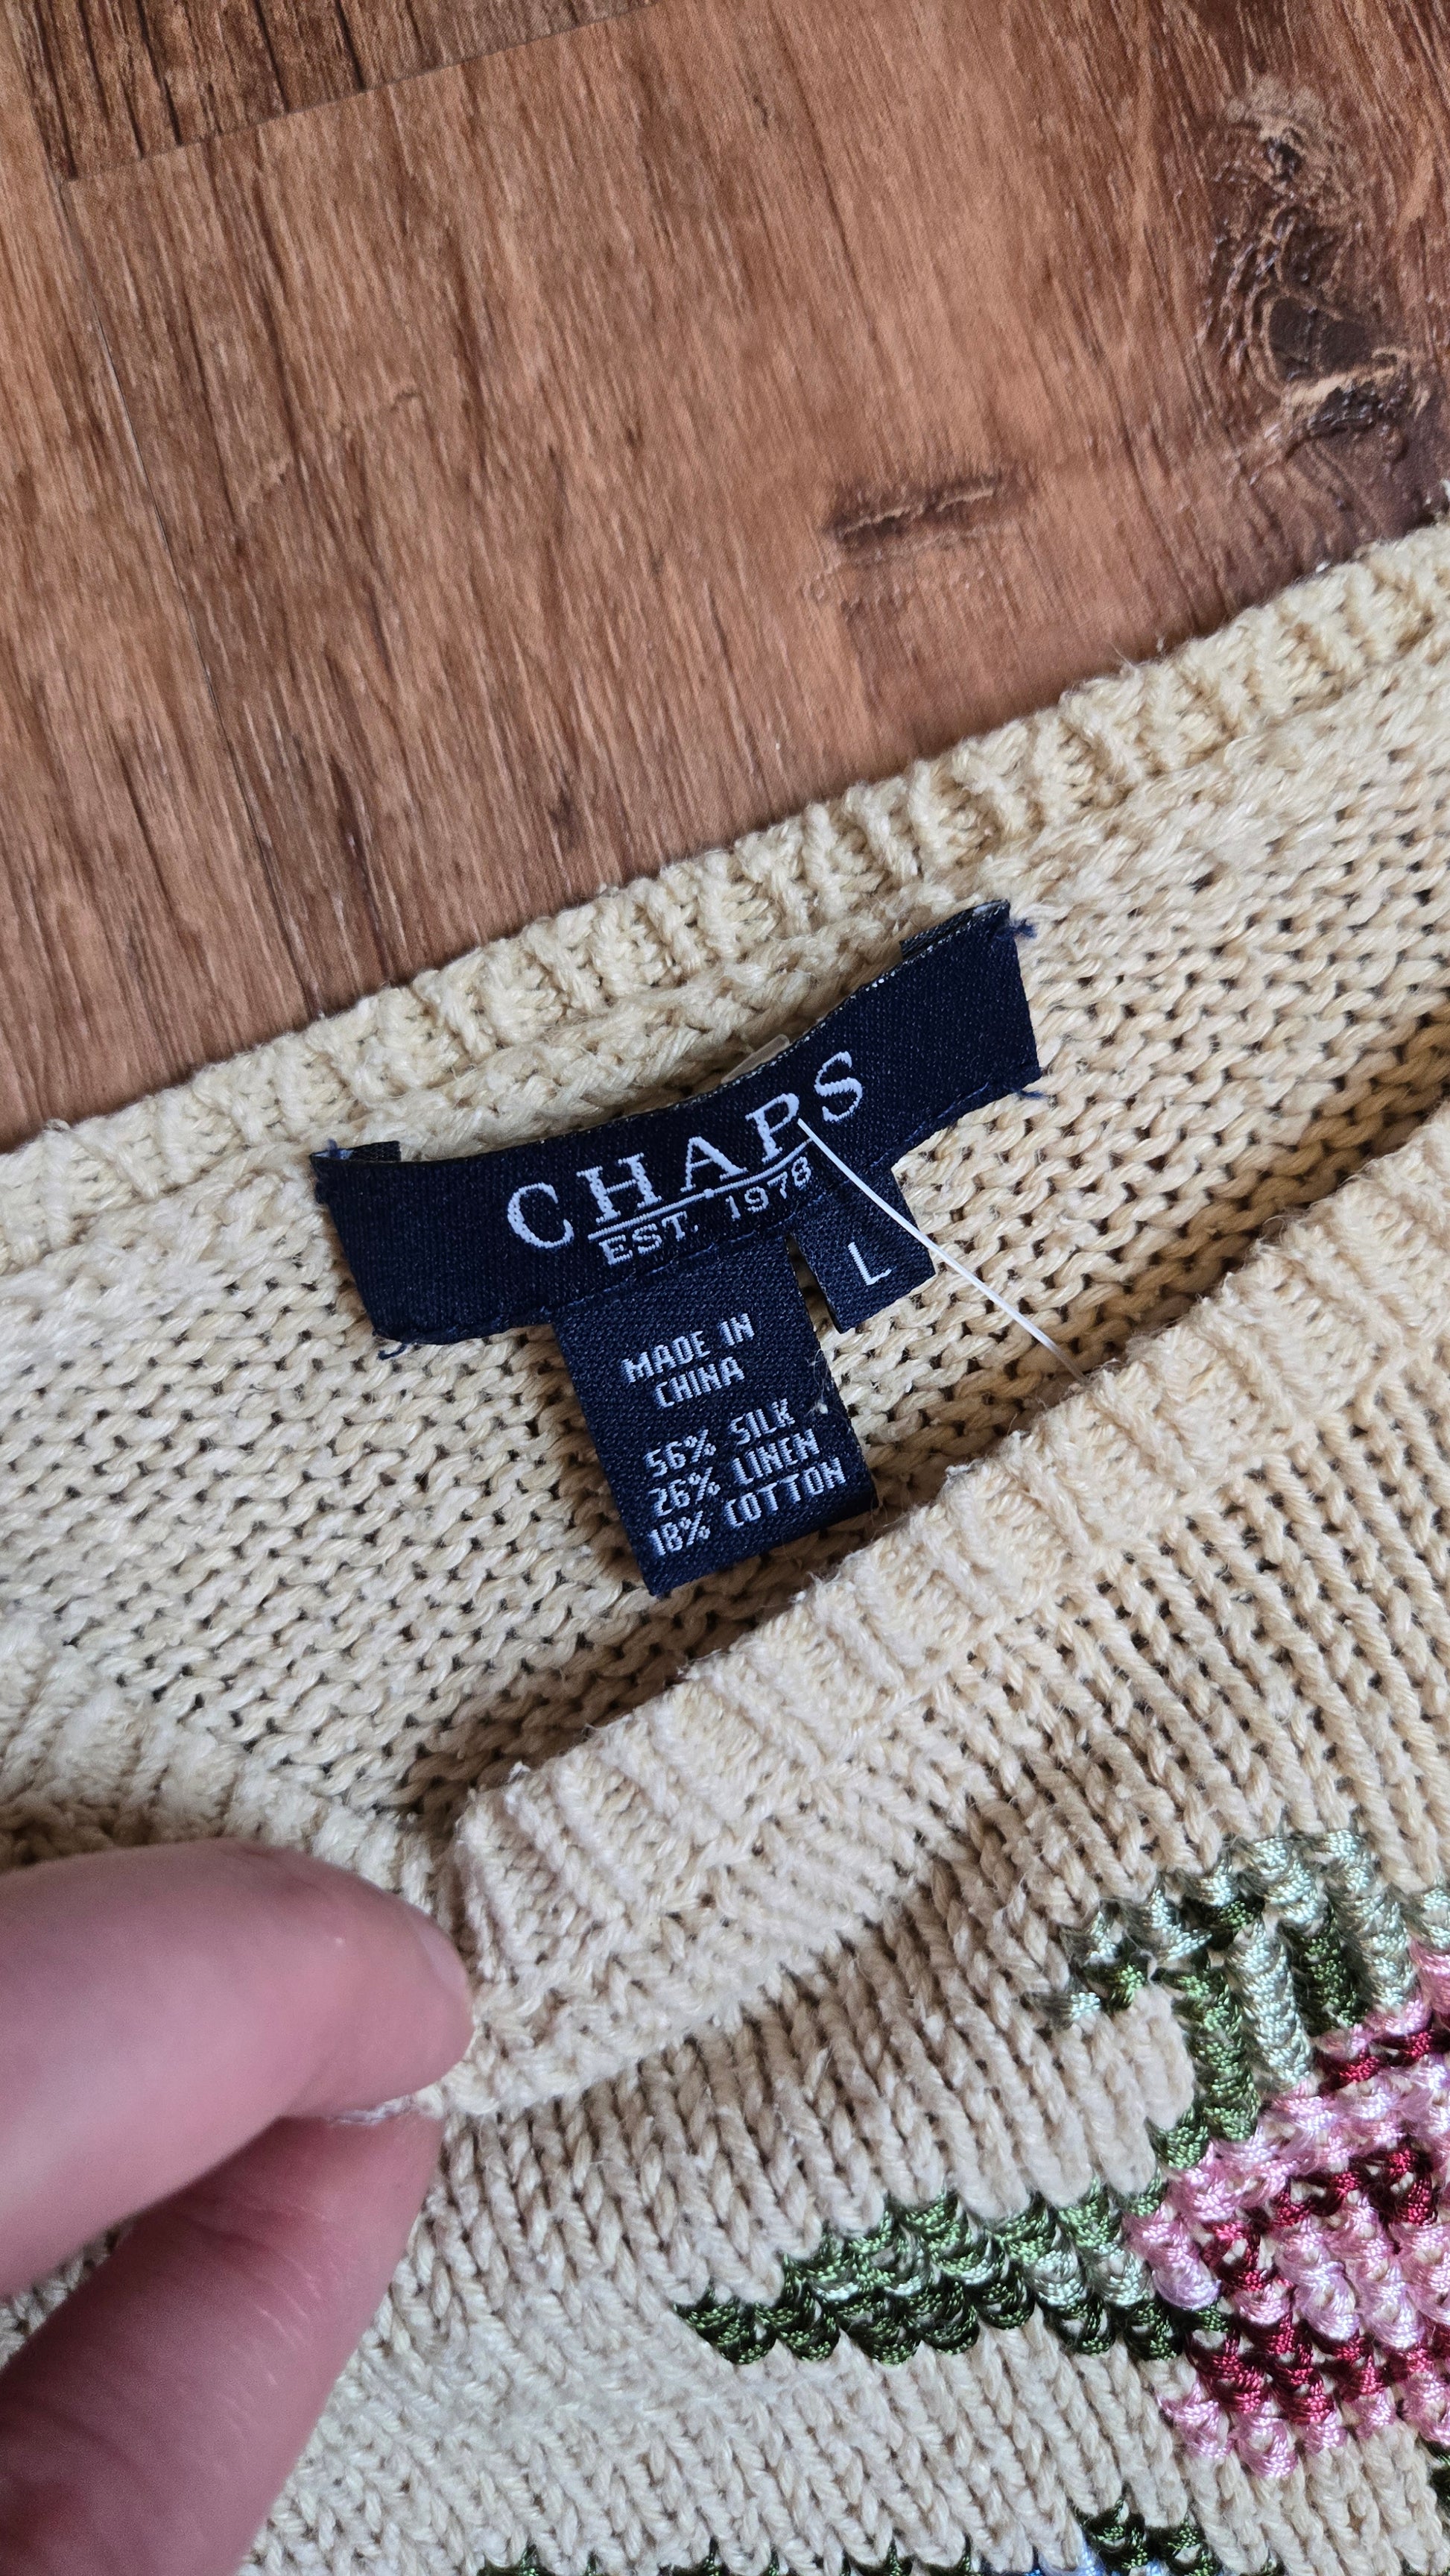 CHAPS
EST. 1978
L
MADE IN
CHINA
56% SILK
26% LINEN
18% COTTON